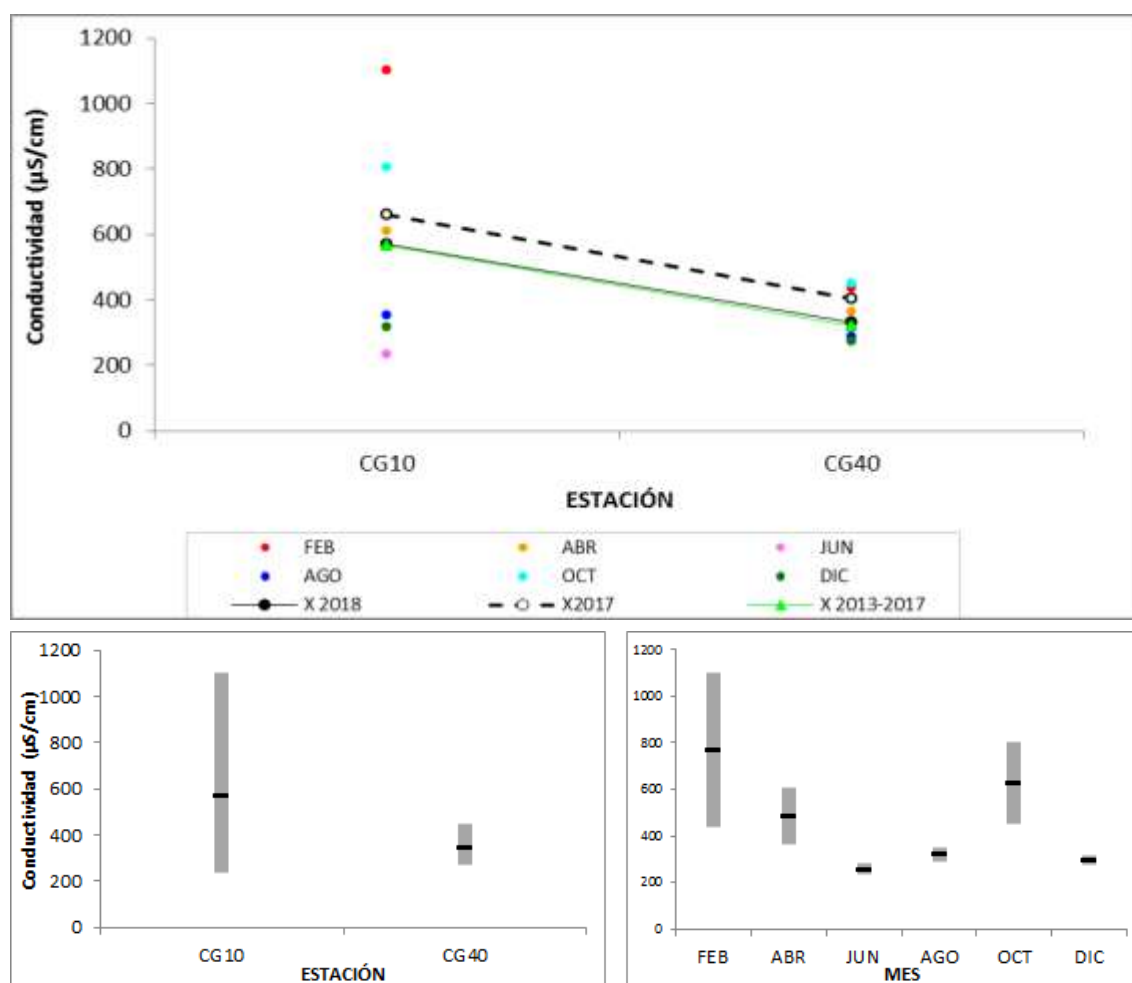 Conductividad (µS/cm)
1200
1000
800
600
400
200
0
CG10 CG40
ESTACIÓN
FEB ABR JUN
AGO OCT DIC
X 2018 X2017 X 2013-2017
Conductividad (µS/cm)
1200
1000
800
600
400
200
0
CG10 CG40
ESTACIÓN
1200
1000
800
600
400
200
0
FEB ABR JUN AGO OCT DIC
MES